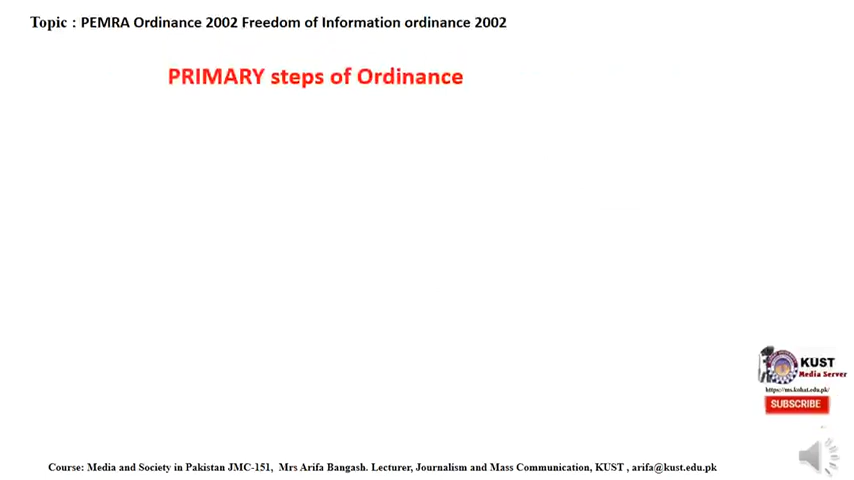 Topic : PEMRA Ordinance 2002 Freedom of Information ordinance 2002
PRIMARY steps of Ordinance
KUST
Media Server
https://ms.kohat.edu.pk/
SUBSCRIBE
Course: Media and Society in Pakistan JMC-151, Mrs Arifa Bangash. Lecturer, Journalism and Mass Communication, KUST , arifa@kust.edu.pk